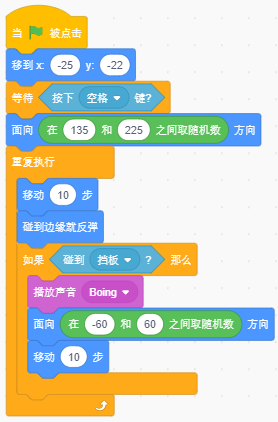 当 被点击
移到 x: -25 y: -22
等待 按下 空格 键?
面向 在 135 和 225 之间取随机数 方向
重复执行
移动 10 步
碰到边缘就反弹
如果 碰到 挡板 ? 那么
播放声音 Boing
面向 在 -60 和 60 之间取随机数 方向
移动 10 步